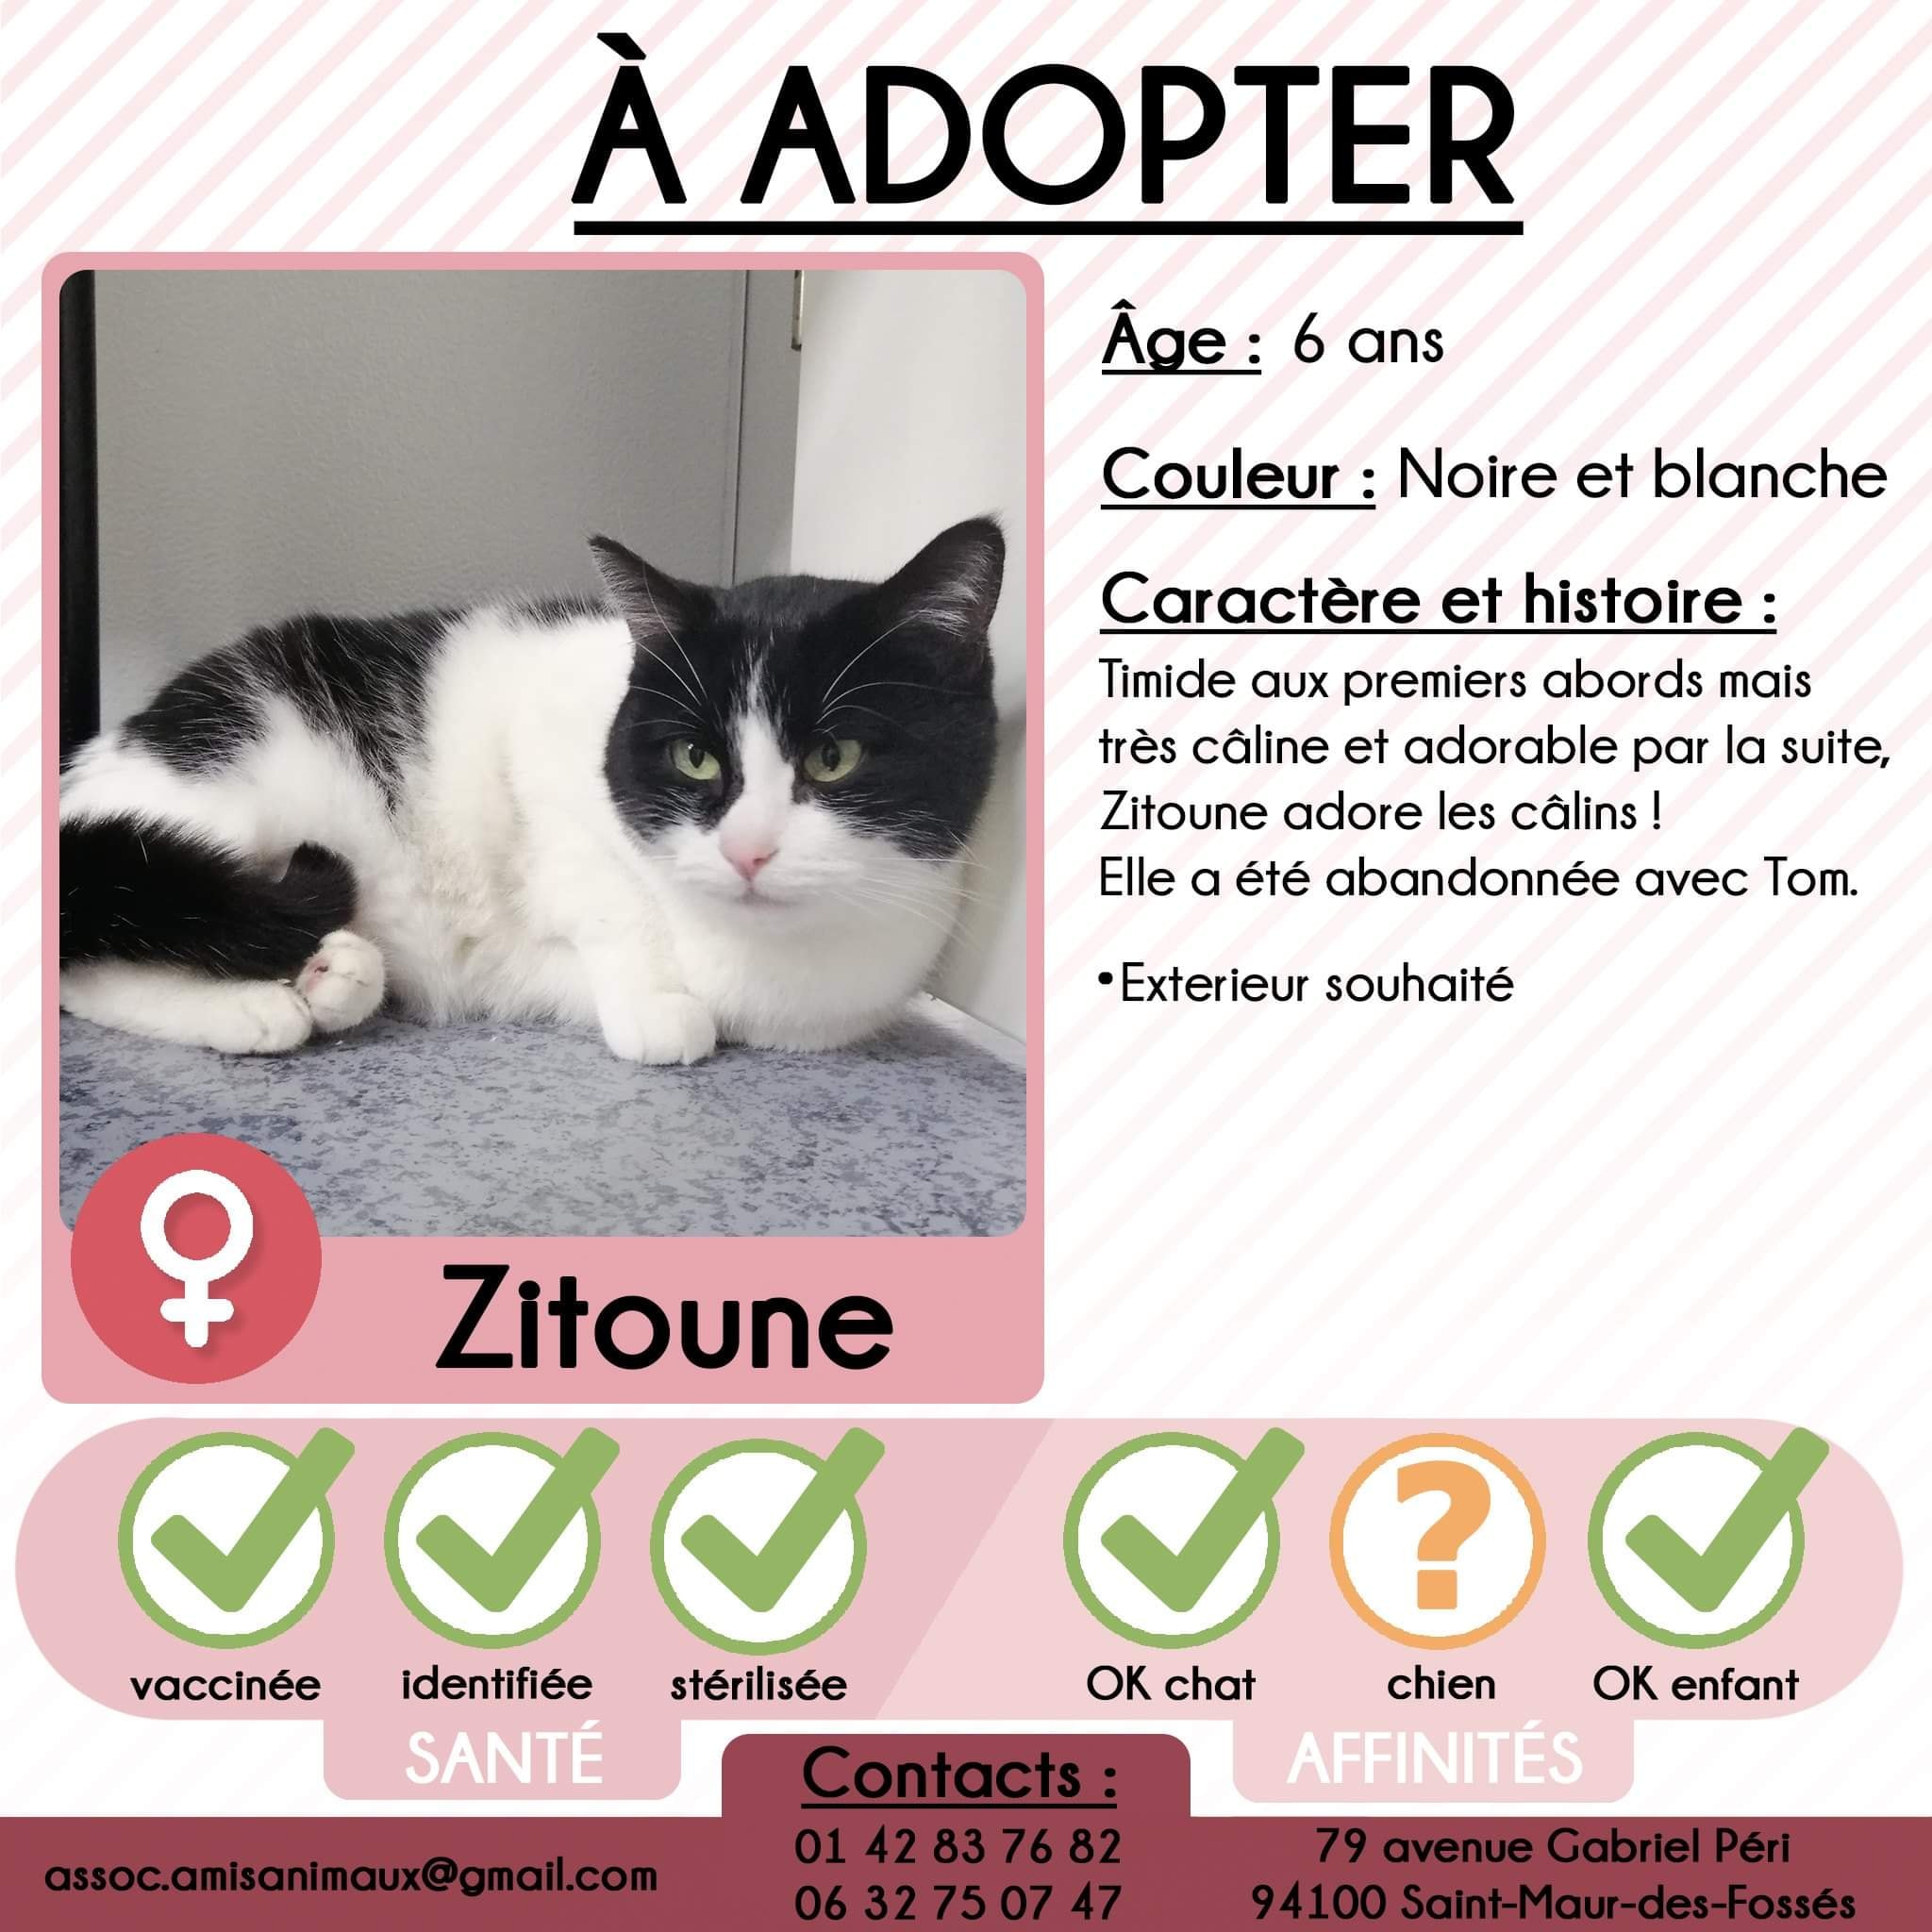 À ADOPTER
Âge : 6 ans
Couleur : Noire et blanche
Caractère et histoire :
Timide aux premiers abords mais
très câline et adorable par la suite,
Zitoune adore les câlins !
Elle a été abandonnée avec Tom.
•Exterieur souhaité
Zitoune
vaccinée
identifiée
stérilisée
SANTÉ
OK chat
?
chien
OK enfant
AFFINITÉS
assoc.amisanimaux@gmail.com
Contacts :
01 42 83 76 82
06 32 75 07 47
79 avenue Gabriel Péri
94100 Saint-Maur-des-Fossés